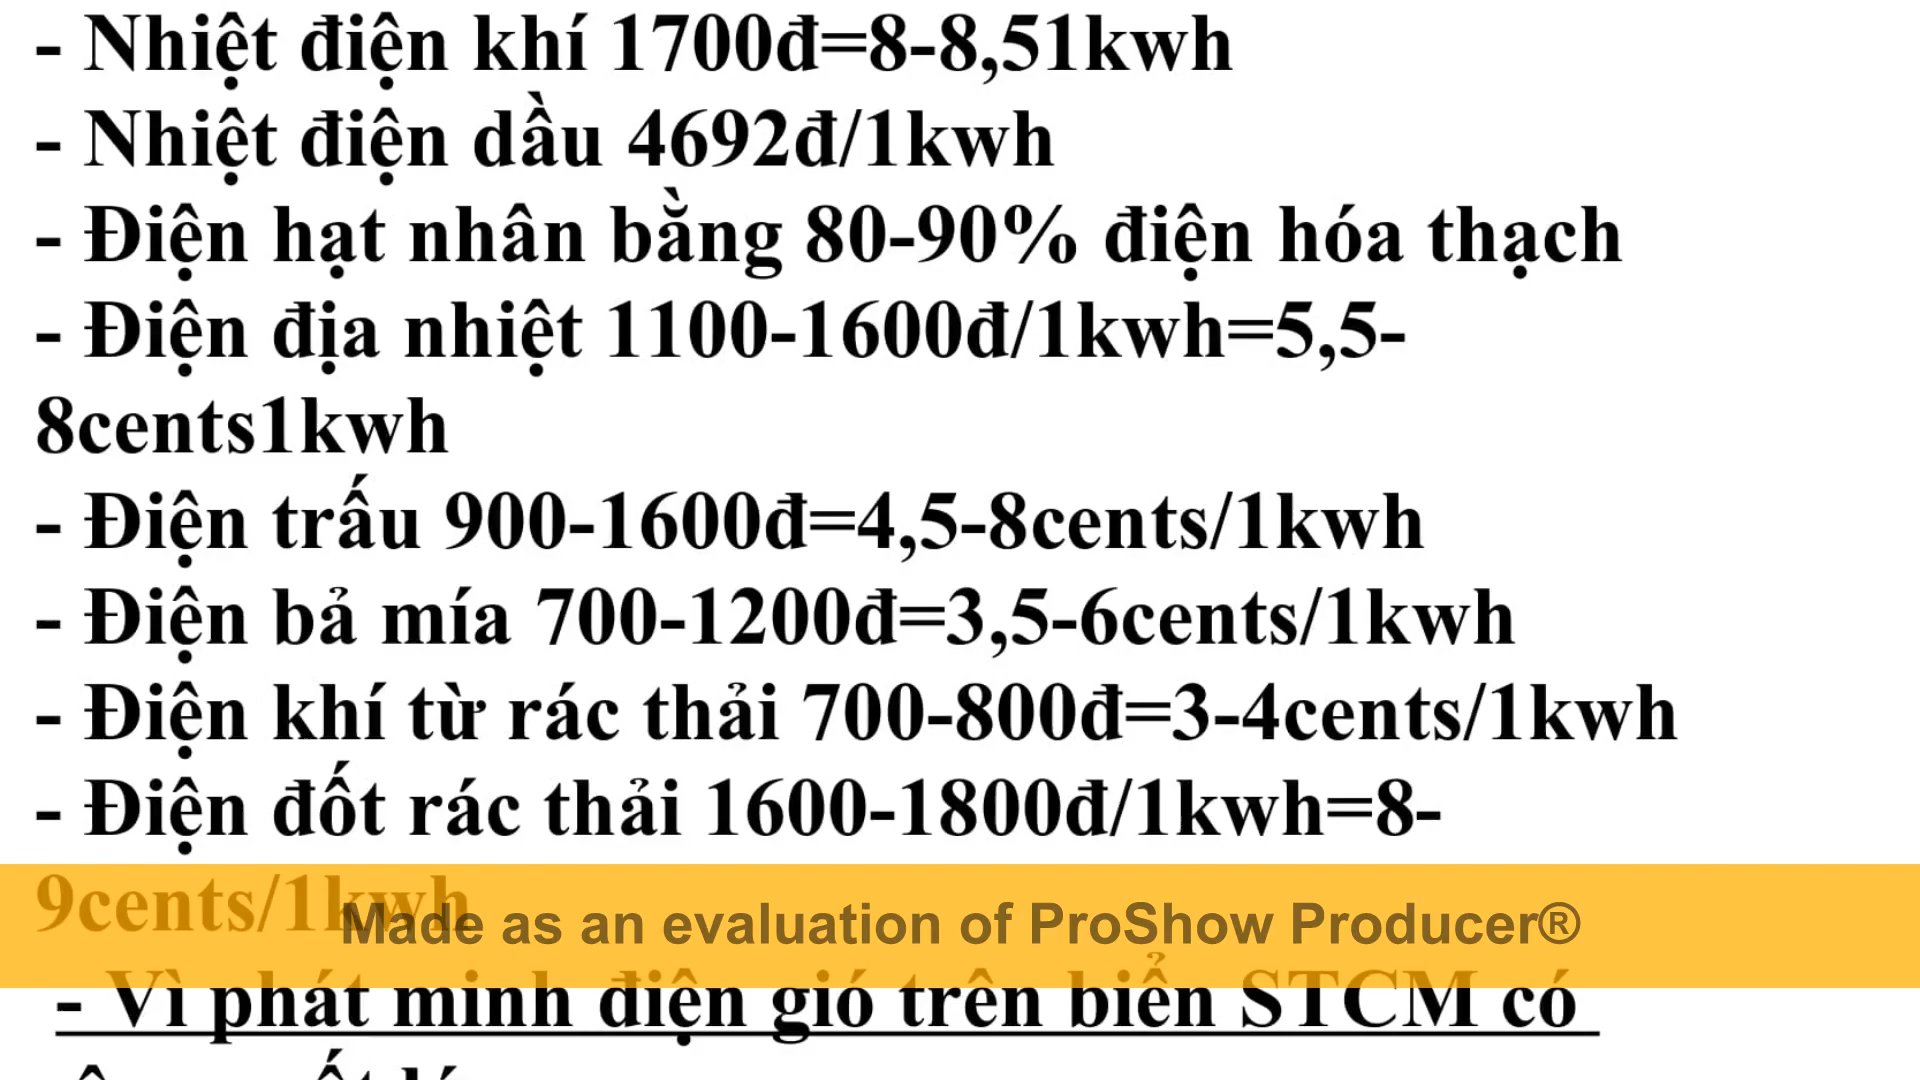 - Nhiệt điện khí 1700đ=8-8,51kwh
- Nhiệt điện dầu 4692đ/1kwh
- Điện hạt nhân bằng 80-90% điện hóa thạch
- Điện địa nhiệt 1100-1600đ/1kwh=5,5-
8cents1kwh
- Điện trấu 900-1600đ=4,5-8cents/1kwh
- Điện bả mía 700-1200đ=3,5-6cents/1kwh
- Điện khí từ rác thải 700-800đ=3-4cents/1kwh
- Điện đốt rác thải 1600-1800đ/1kwh=8-
9cents/1kwh
Made as an evaluation of ProShow Producer®
- Vì phát minh điện gió trên biển STCM có